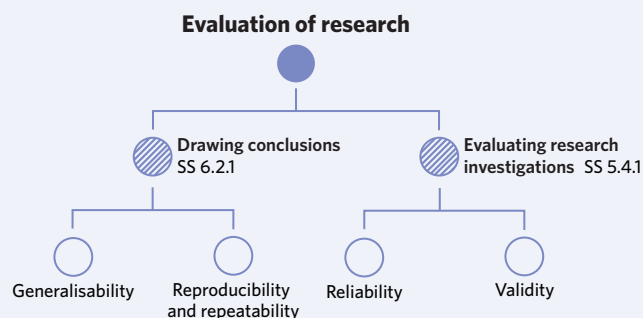 Evaluation of research
Drawing conclusions
SS 6.2.1
Evaluating research
investigations SS 5.4.1
Generalisability
Reproducibility
and repeatability
Reliability
Validity